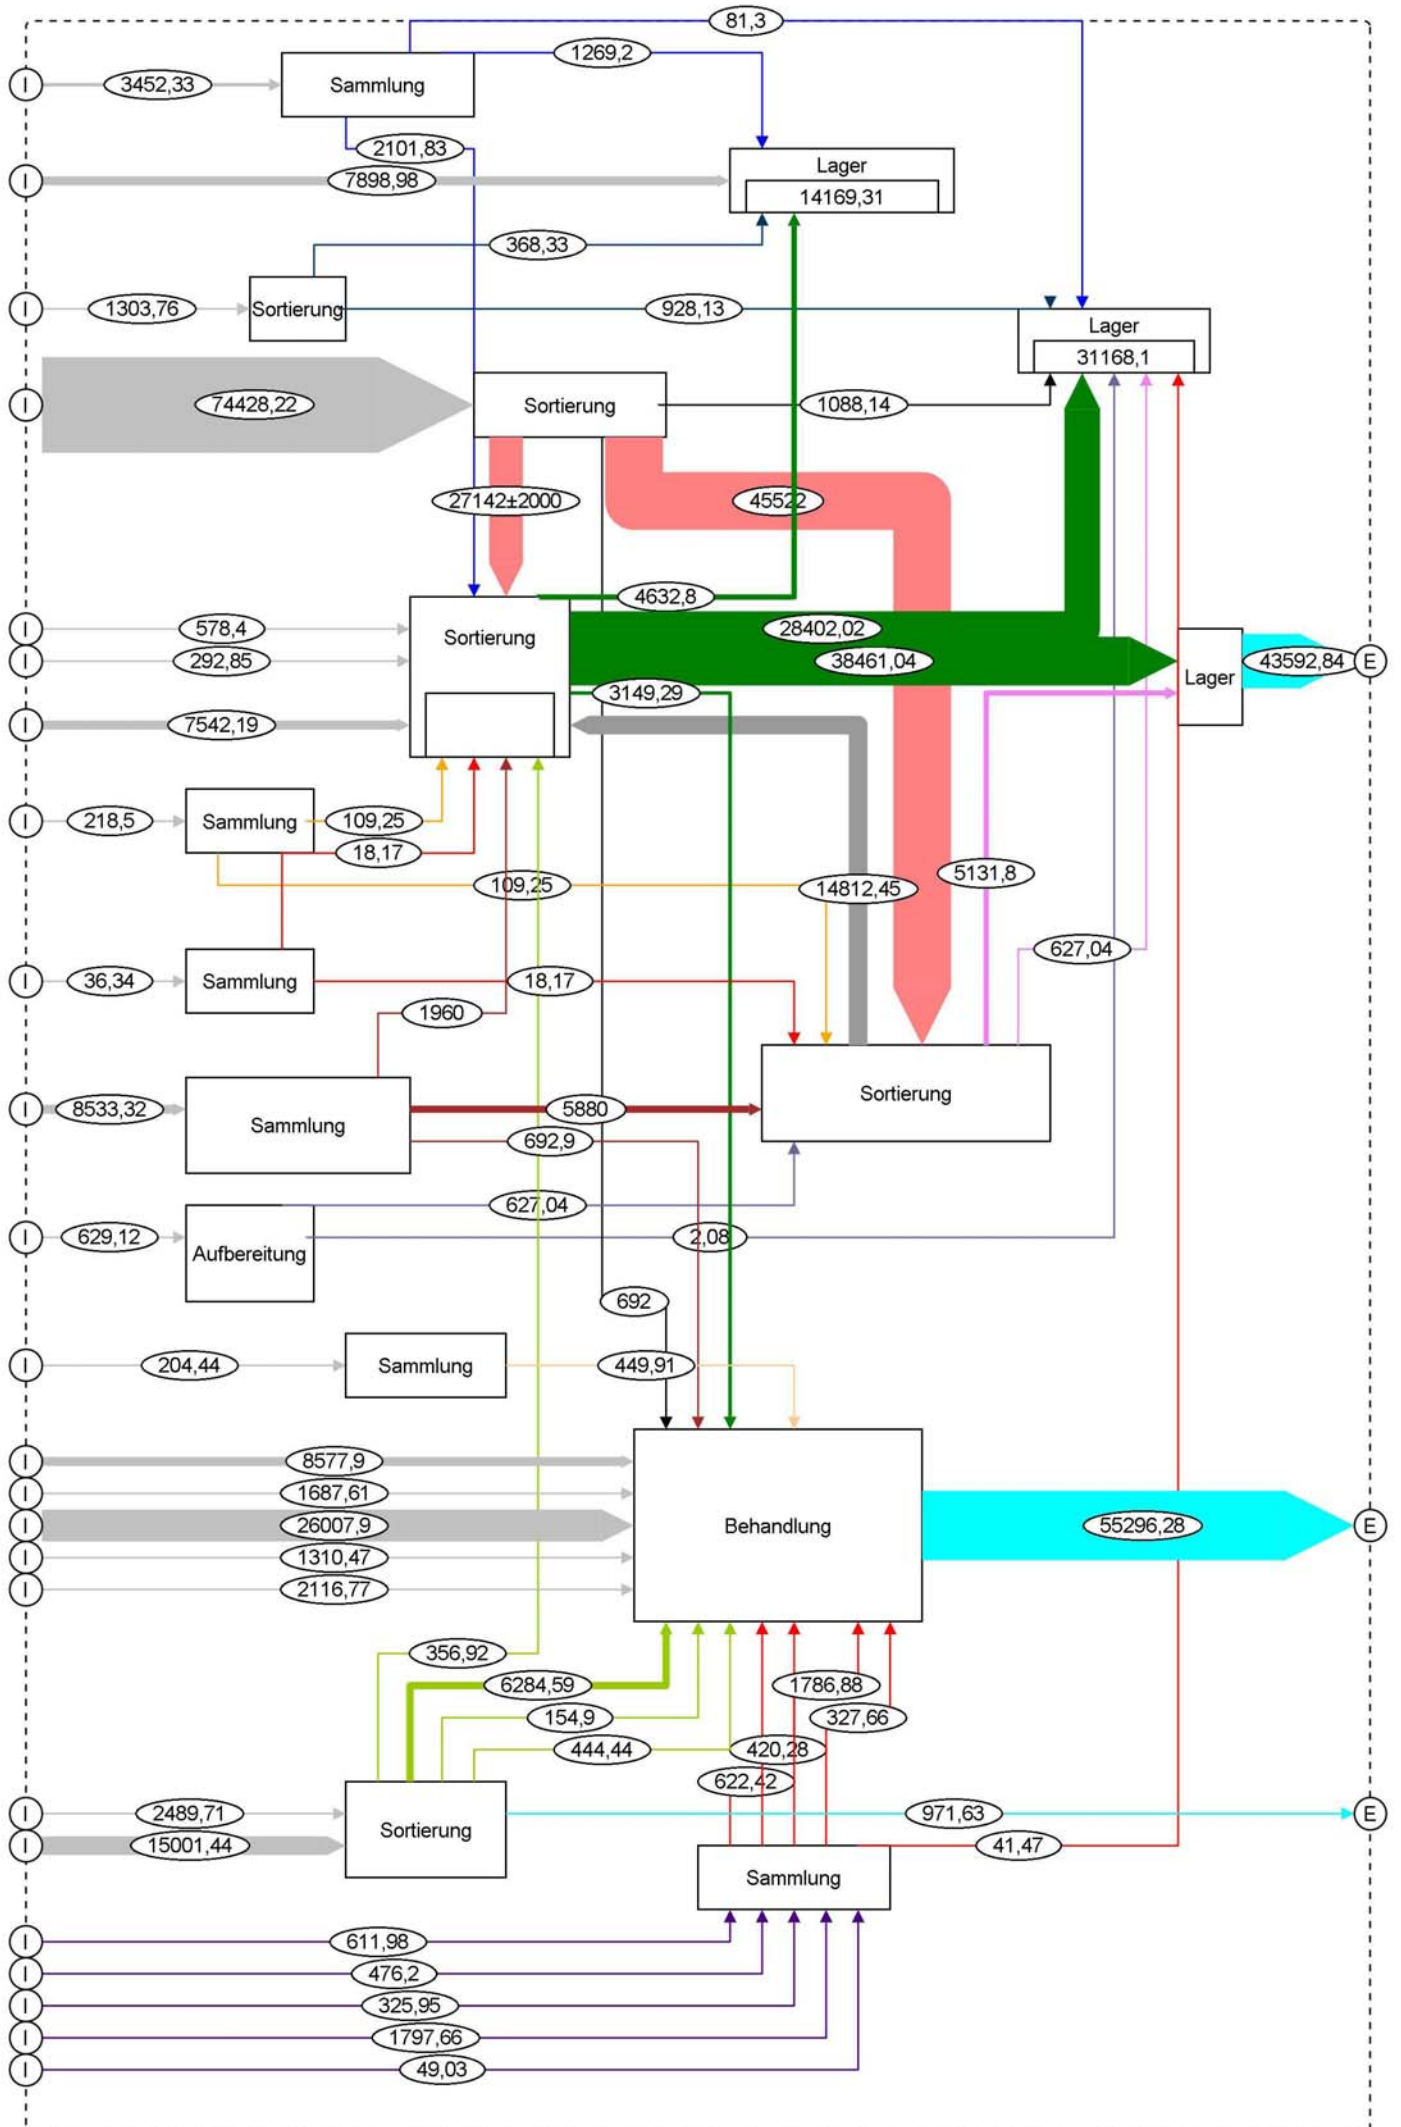 81,3
1269,2
I
3452,33
Sammlung
2101,83
Lager
I
7898,98
14169,31
368,33
I
1303,76
Sortierung
928,13
Lager
31168,1
I
74428,22
Sortierung
1088,14
27142±2000
45522
4632,8
I
578,4
Sortierung
28402,02
I
292,85
38461,04
Lager
43592,84
E
3149,29
I
7542,19
I
218,5
Sammlung
109,25
18,17
109,25
14812,45
5131,8
627,04
I
36,34
Sammlung
18,17
1960
Sortierung
I
8533,32
Sammlung
5880
692,9
627,04
I
629,12
Aufbereitung
2,08
692
I
204,44
Sammlung
449,91
I
8577,9
I
1687,61
I
26007,9
Behandlung
55296,28
E
I
1310,47
I
2116,77
356,92
6284,59
1786,88
154,9
327,66
444,44
420,28
622,42
I
2489,71
Sortierung
971,63
E
I
15001,44
41,47
Sammlung
I
611,98
I
476,2
I
325,95
I
1797,66
I
49,03